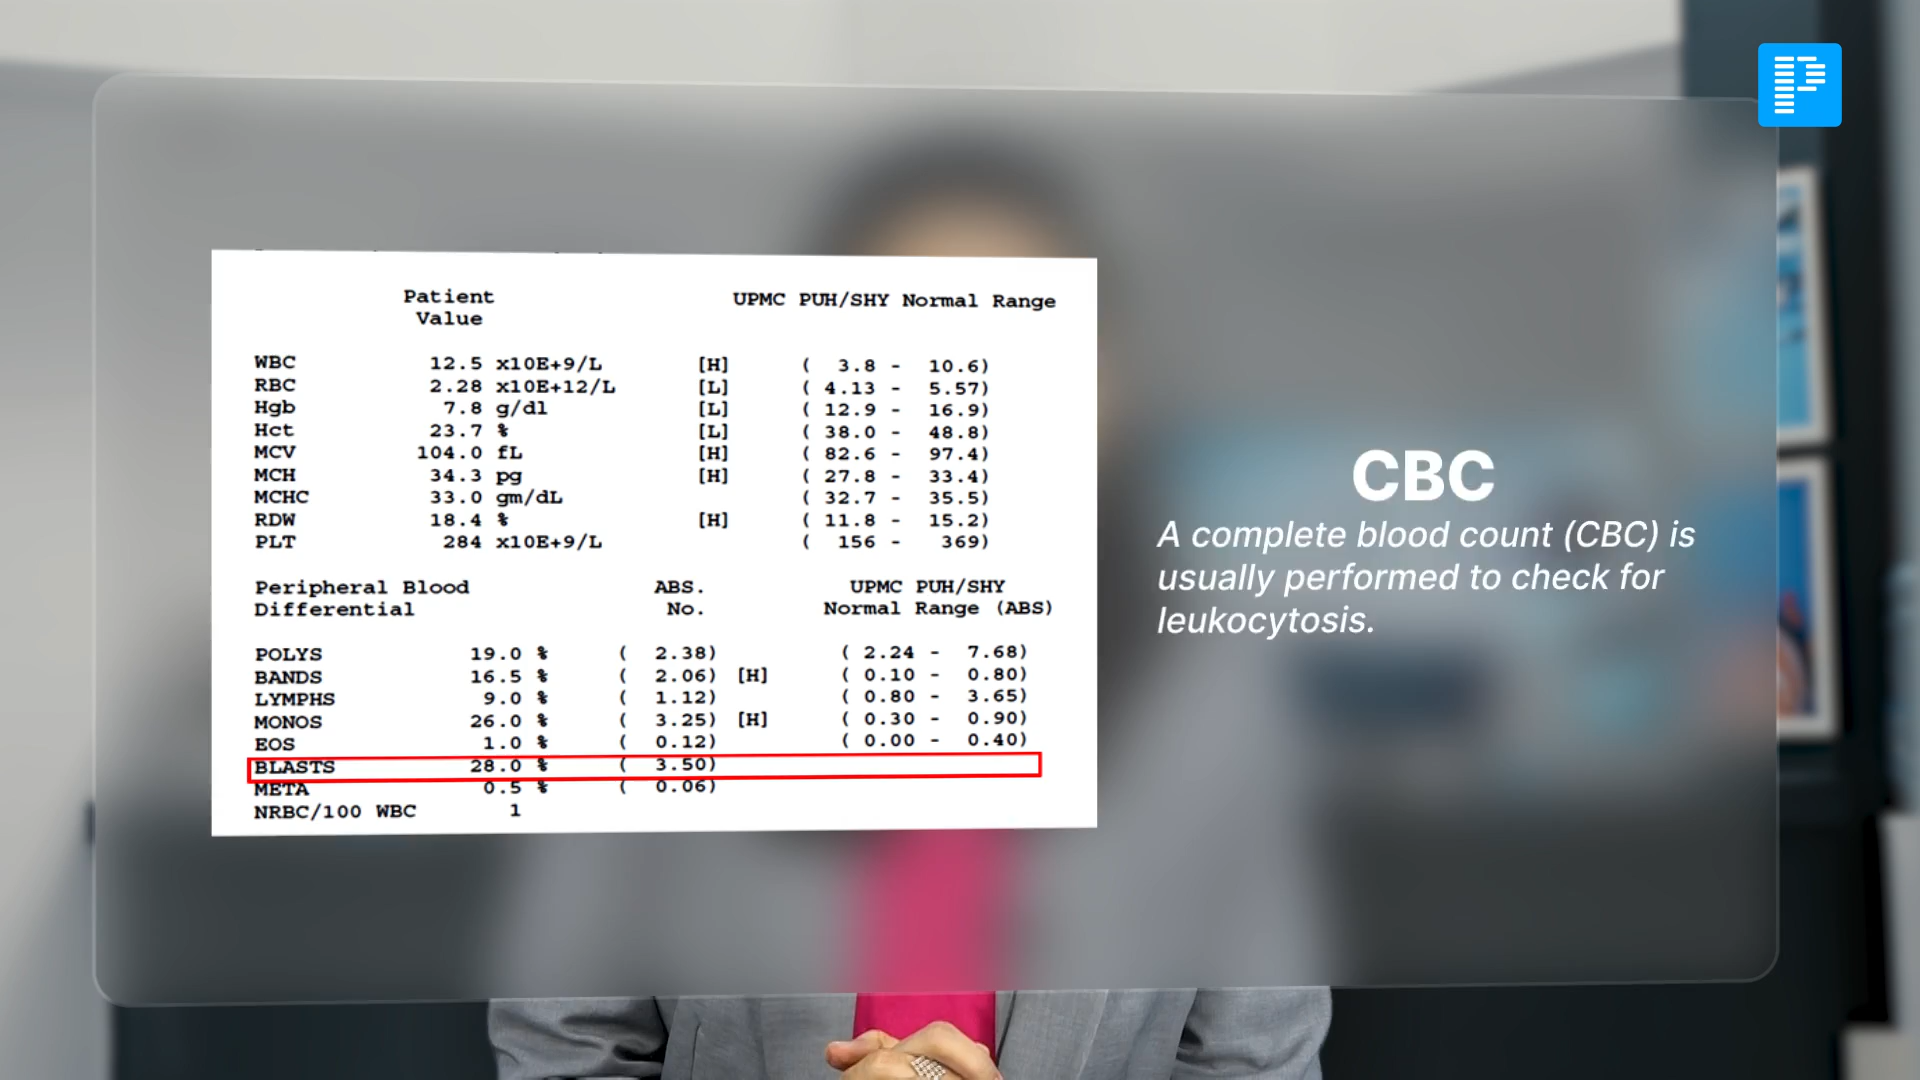 Patient UPMC PUH/SHY Normal Range
Value
WBC 12.5 x10E+9/L [H] ( 3.8 - 10.6)
RBC 2.28 x10E+12/L [L] ( 4.13 - 5.57)
Hgb 7.8 g/dl [L] ( 12.9 - 16.9)
Hct 23.7 % [L] ( 38.0 - 48.8)
MCV 104.0 fL [H] ( 82.6 - 97.4)
MCH 34.3 pg [H] ( 27.8 - 33.4)
MCHC 33.0 gm/dL ( 32.7 - 35.5)
RDW 18.4 % [H] ( 11.8 - 15.2)
PLT 284 x10E+9/L ( 156 - 369)
Peripheral Blood ABS. UPMC PUH/SHY
Differential No. Normal Range (ABS)
POLYS 19.0 % ( 2.38) ( 2.24 - 7.68)
BANDS 16.5 % ( 2.06) [H] ( 0.10 - 0.80)
LYMPHS 9.0 % ( 1.12) ( 0.80 - 3.65)
MONOS 26.0 % ( 3.25) [H] ( 0.30 - 0.90)
EOS 1.0 % ( 0.12) ( 0.00 - 0.40)
BLASTS 28.0 % ( 3.50)
META 0.5 % ( 0.06)
NRBC/100 WBC 1
CBC
A complete blood count (CBC) is
usually performed to check for
leukocytosis.
P